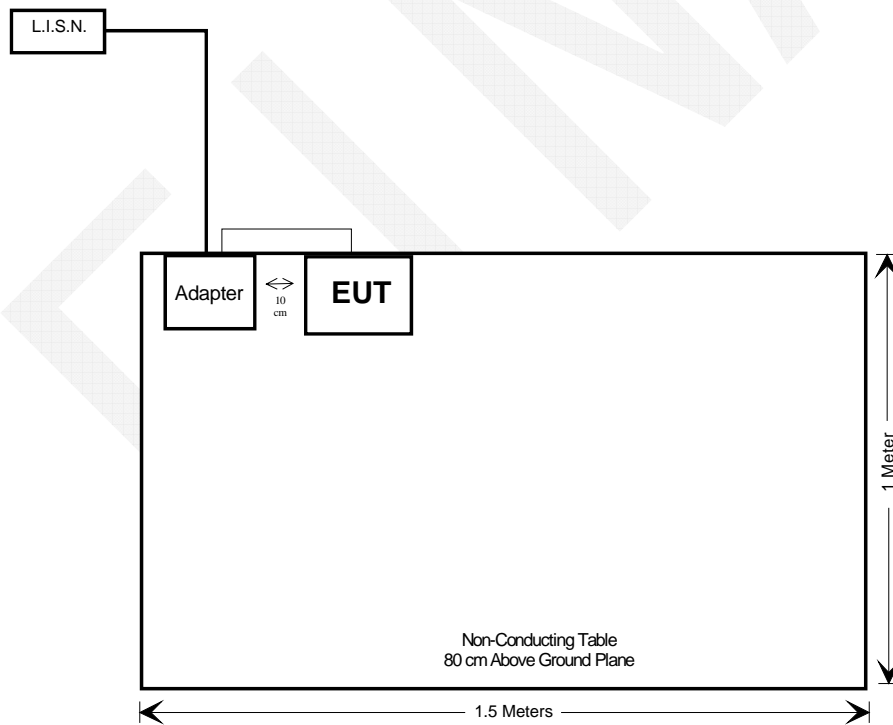 L.I.S.N.
Adapter
10
cm
EUT
1 Meter
Non-Conducting Table
80 cm Above Ground Plane
1.5 Meters